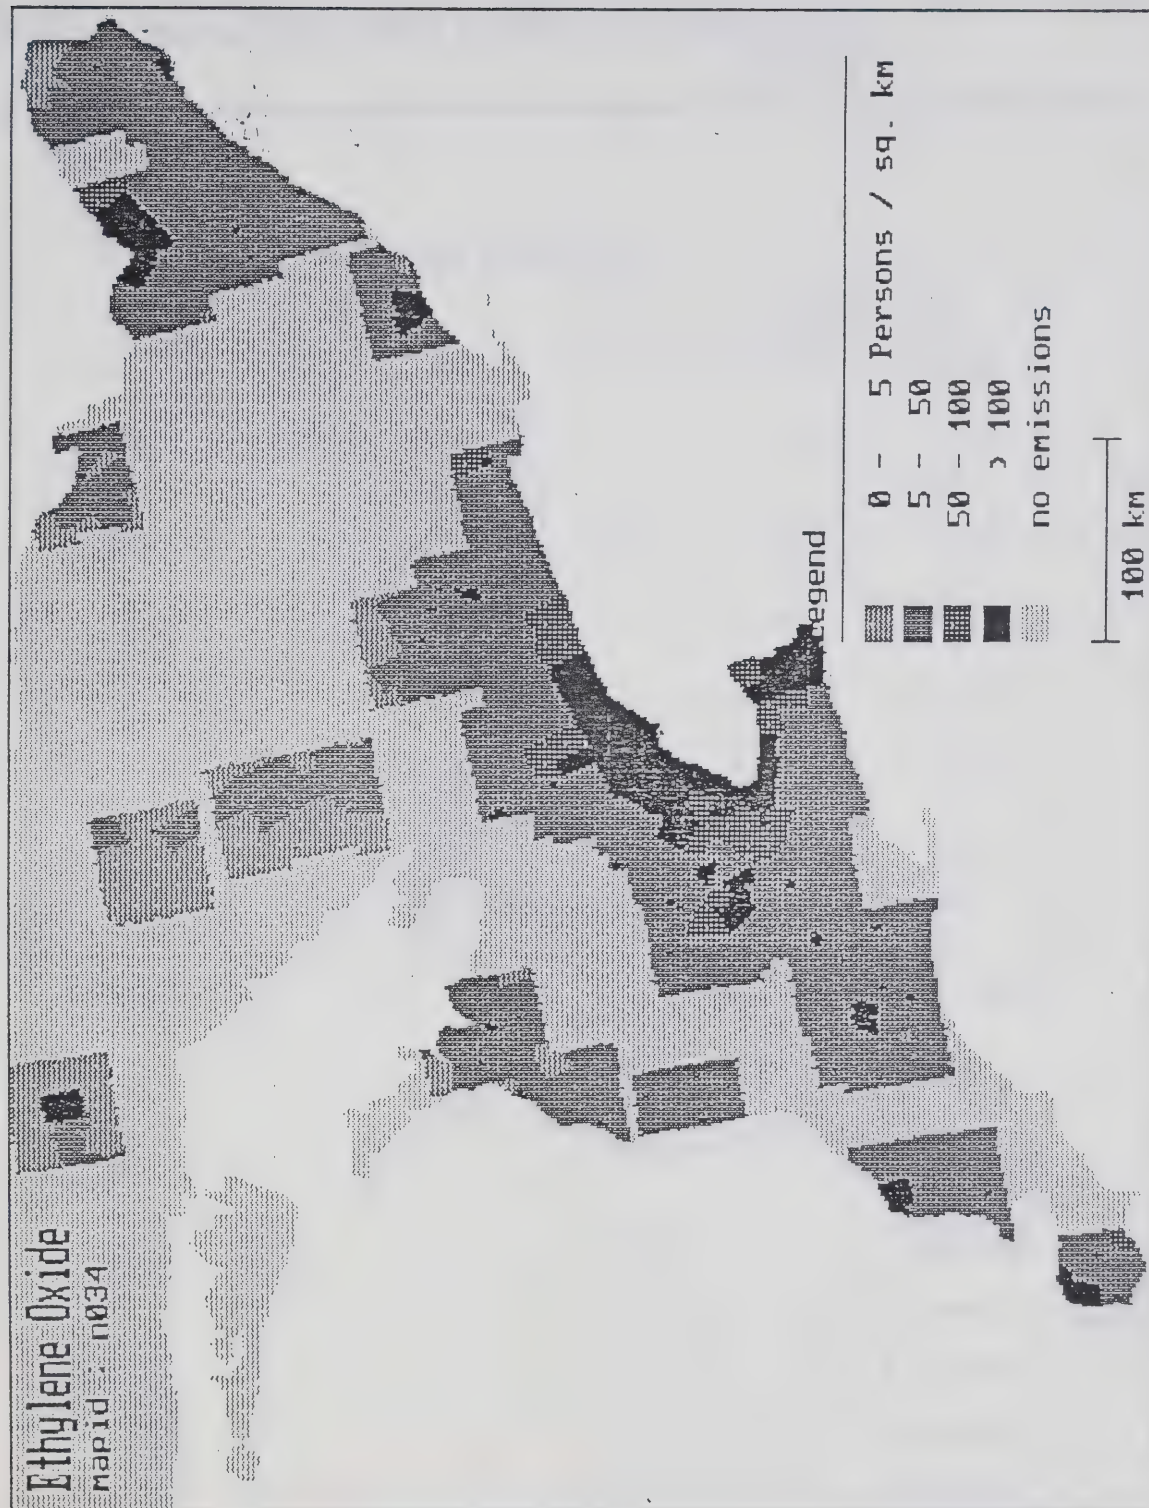 Ethylene Oxide
mapid : n034
Legend
0 - 5 Persons / sq. km
5 - 50
50 - 100
> 100
no emissions
100 km